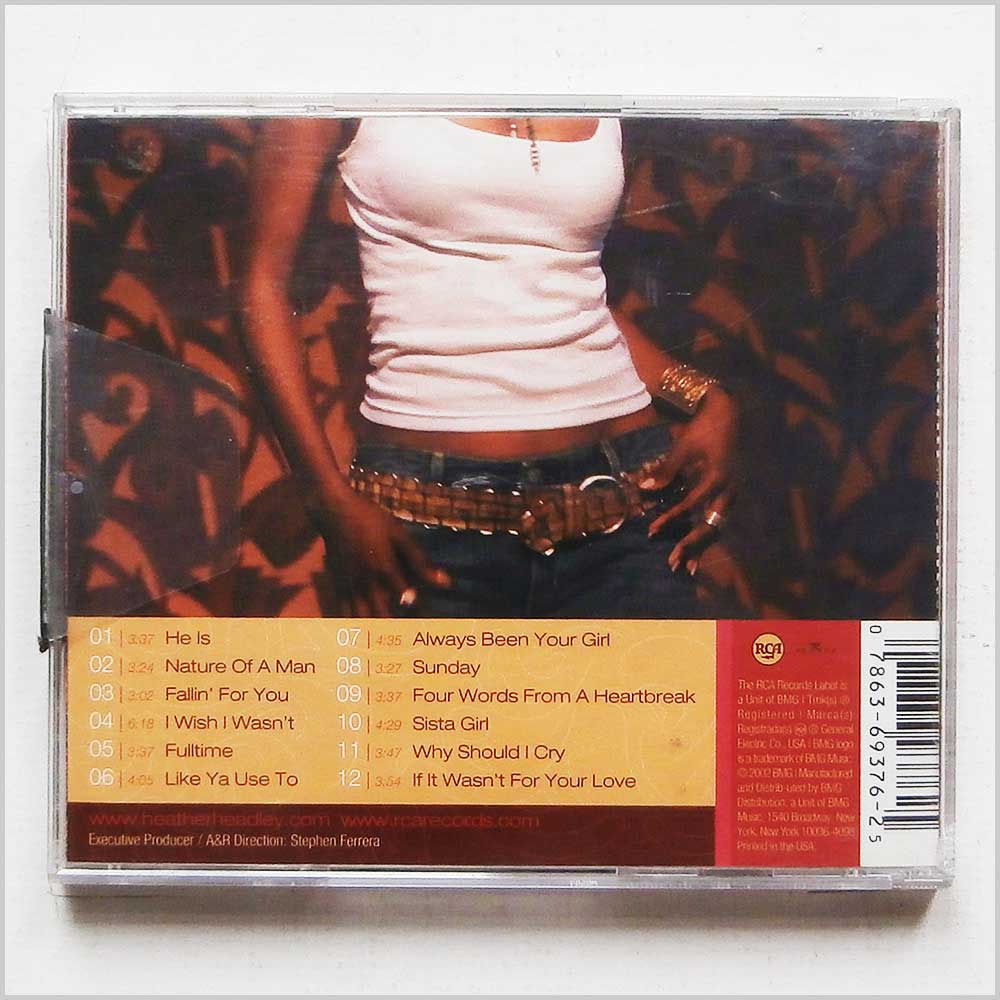 01 | 3:37 He Is
02 | 3:24 Nature Of A Man
03 | 3:02 Fallin' For You
04 | 6:18 I Wish I Wasn't
05 | 3:37 Fulltime
06 | 4:05 Like Ya Use To
07 | 4:35 Always Been Your Girl
08 | 3:27 Sunday
09 | 3:37 Four Words From A Heartbreak
10 | 4:29 Sista Girl
11 | 3:47 Why Should I Cry
12 | 3:54 If It Wasn't For Your Love
www.heatherheadley.com www.rcarecords.com
Executive Producer / A&R Direction: Stephen Ferrera
RCA
The RCA Records Label is
a Unit of BMG | Tmk(s) ®
Registered | Marca(s)
Registrada(s) ® General
Electric Co., USA | BMG logo
is a trademark of BMG Music
© 2002 BMG | Manufactured
and Distrib-uted by BMG
Distribution, a Unit of BMG
Music, 1540 Broadway, New
York, New York 10036-4098.
Printed in the USA.
0 7863-69376-2 5